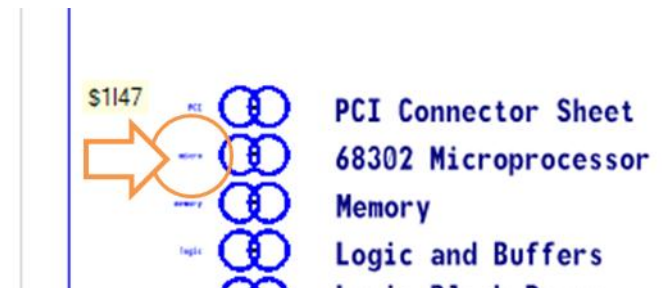 $1I47
PCI PCI Connector Sheet
micro 68302 Microprocessor
memory Memory
logic Logic and Buffers